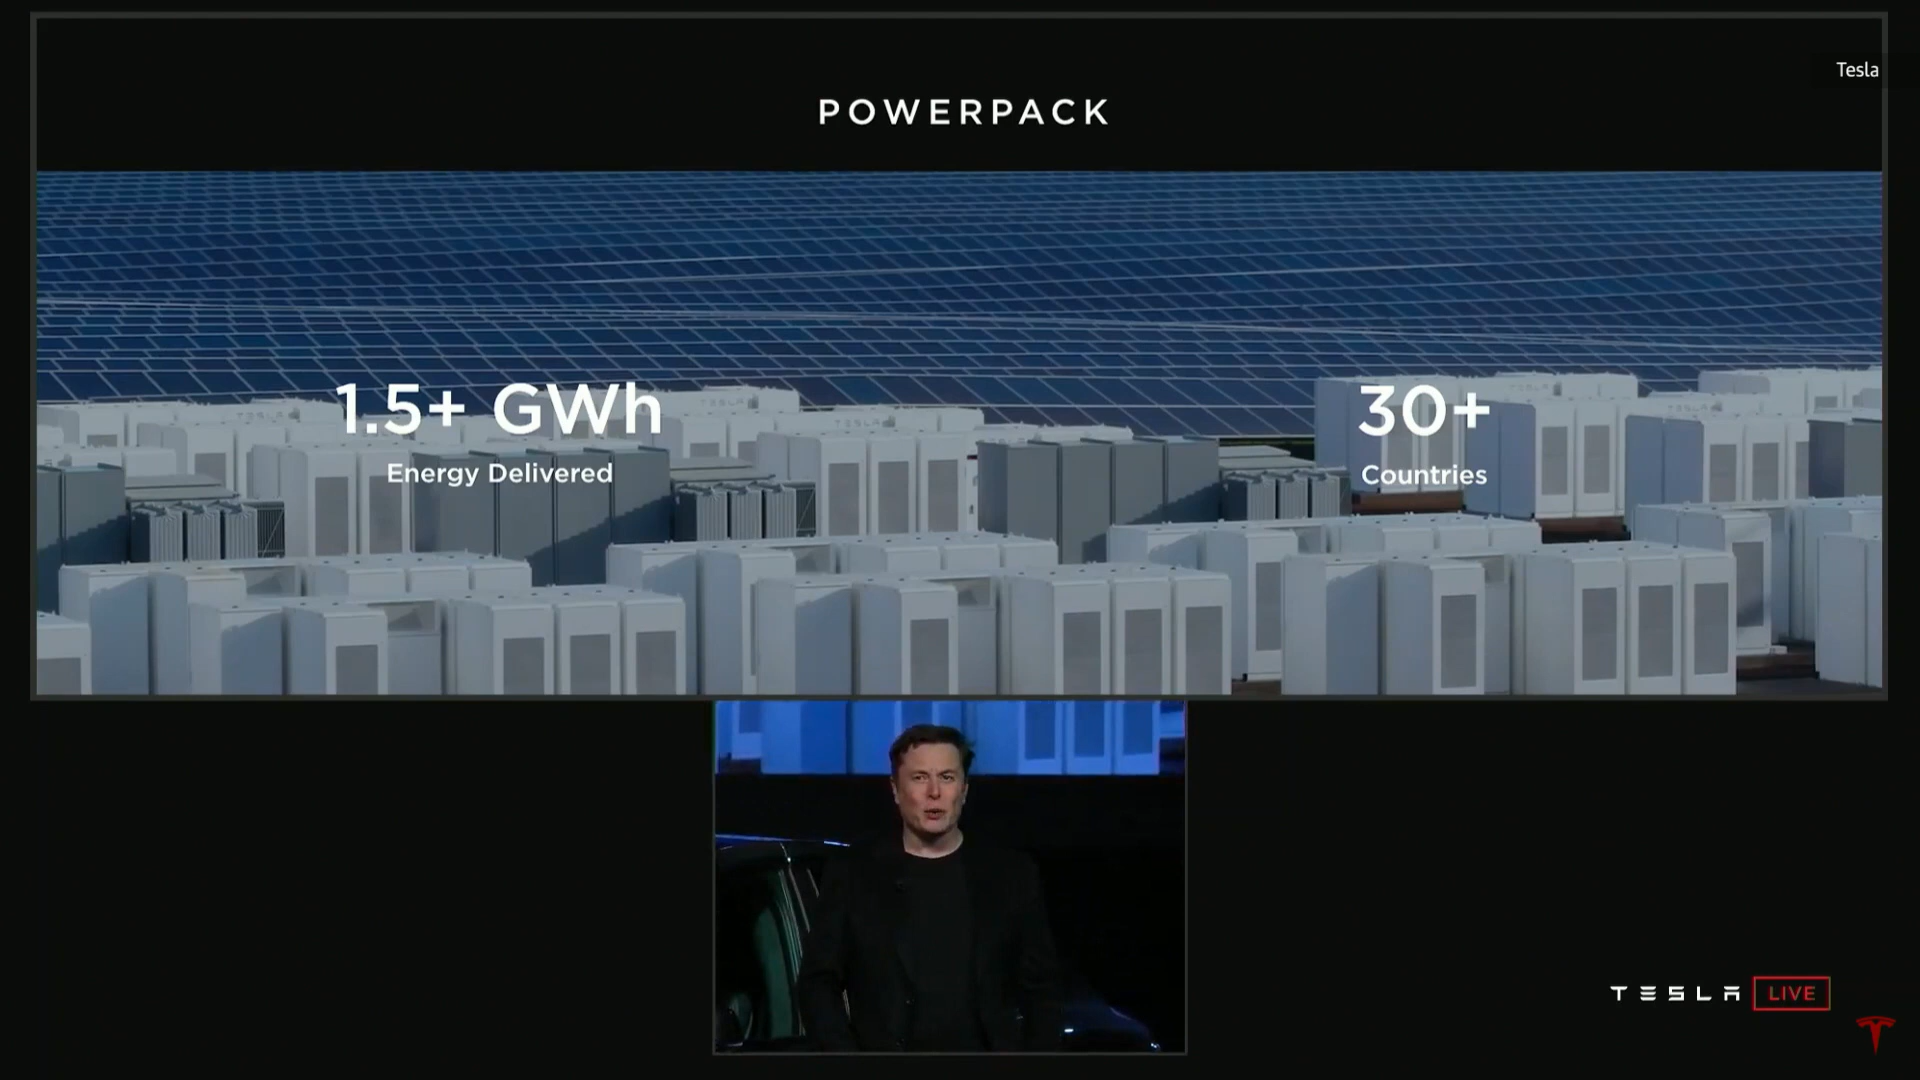 Tesla
POWERPACK
1.5+ GWh
Energy Delivered
30+
Countries
TESLA LIVE